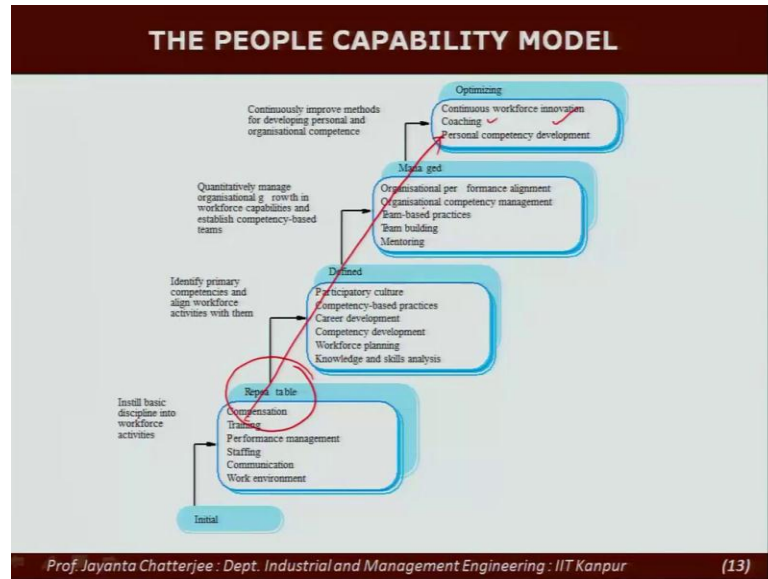 THE PEOPLE CAPABILITY MODEL
Optimizing
Continuously improve methods
for developing personal and
organisational competence
Continuous workforce innovation
Coaching
Personal competency development
Mana ged
Quantitatively manage
organisational g rowth in
workforce capabilities and
establish competency-based
teams
Organisational per formance alignment
Organisational competency management
Team-based practices
Team building
Mentoring
Defined
Identify primary
competencies and
align workforce
activities with them
Participatory culture
Competency-based practices
Career development
Competency development
Workforce planning
Knowledge and skills analysis
Repea table
Instill basic
discipline into
workforce
activities
Compensation
Training
Performance management
Staffing
Communication
Work environment
Initial
Prof. Jayanta Chatterjee : Dept. Industrial and Management Engineering : IIT Kanpur (13)